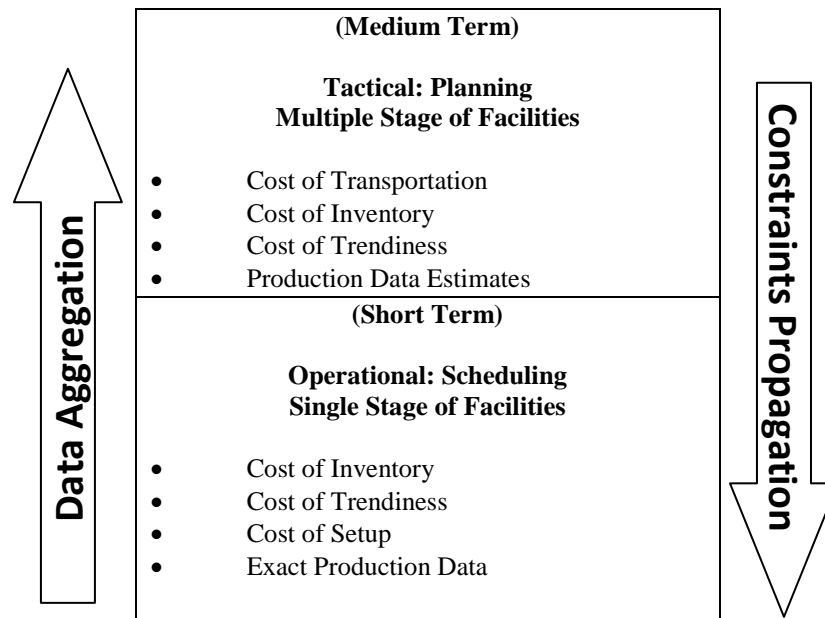 Data Aggregation
(Medium Term)
Tactical: Planning
Multiple Stage of Facilities
• Cost of Transportation
• Cost of Inventory
• Cost of Trendiness
• Production Data Estimates
(Short Term)
Operational: Scheduling
Single Stage of Facilities
• Cost of Inventory
• Cost of Trendiness
• Cost of Setup
• Exact Production Data
Constraints Propagation